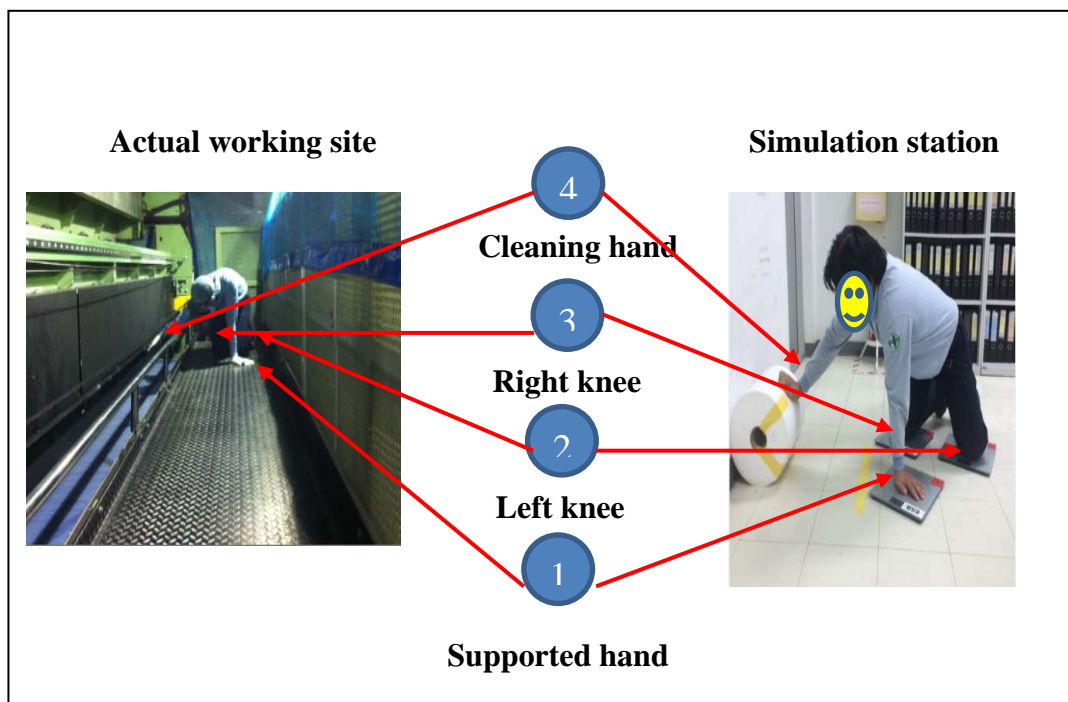 Actual working site
Simulation station
4
Cleaning hand
3
Right knee
2
Left knee
1
Supported hand